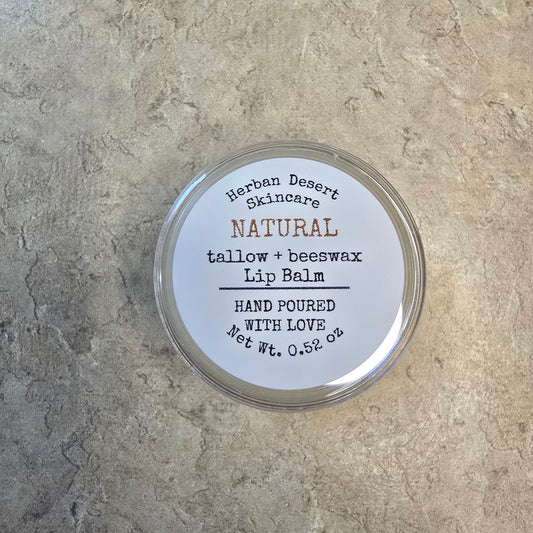 Herban Desert
Skincare
NATURAL
tallow + beeswax
Lip Balm
HAND POURED
WITH LOVE
Net Wt. 0.52 oz